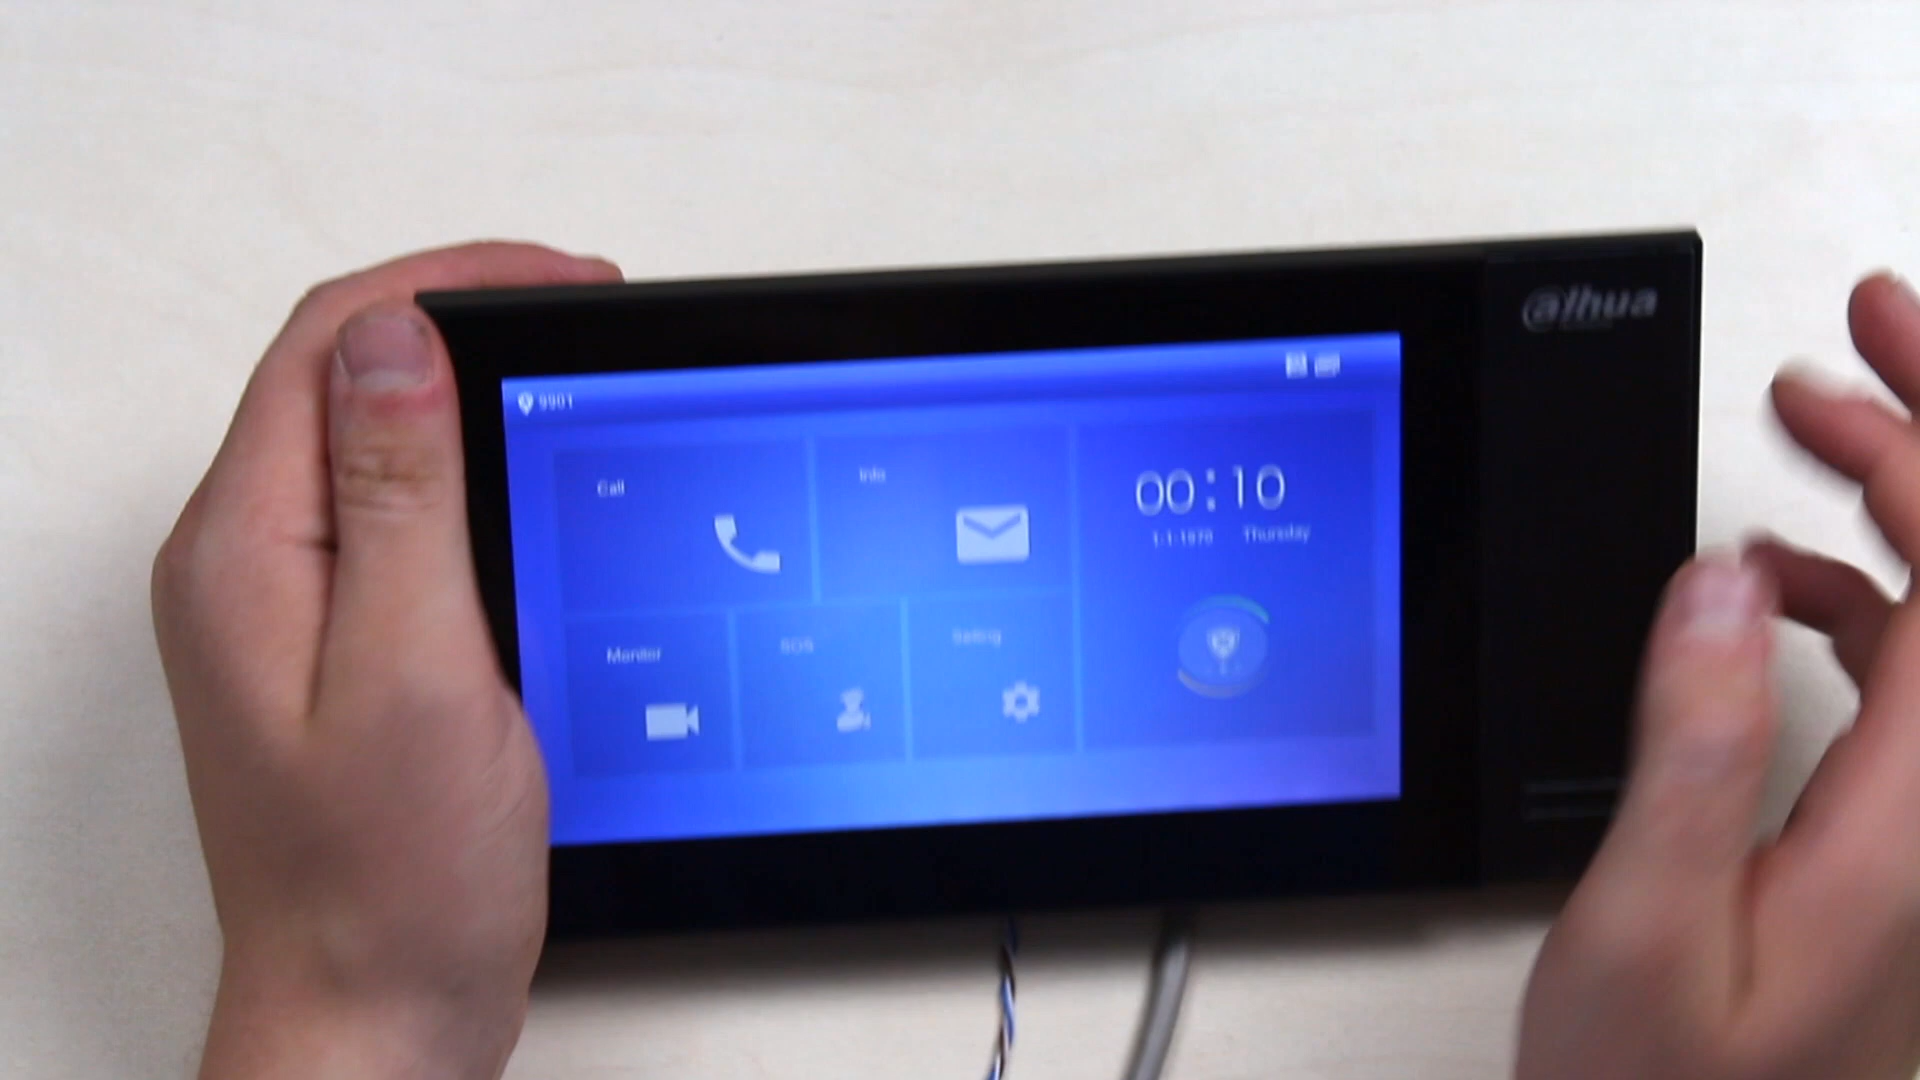 alhua
9901
Call
Info
00:10
1-1-1970 Thursday
Monitor
SOS
Setting